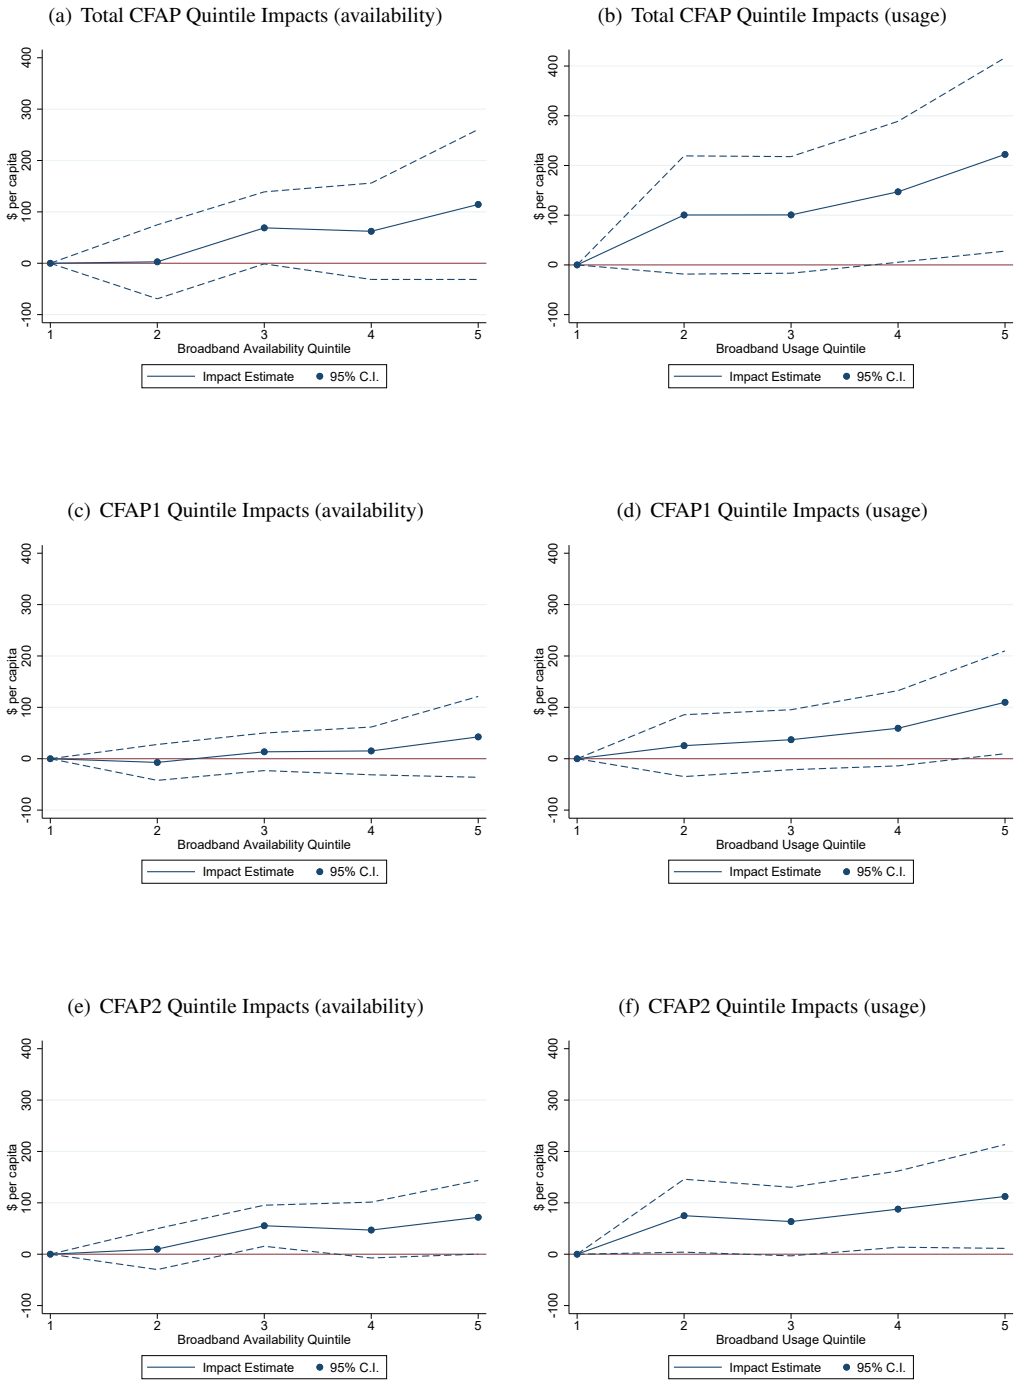 (a) Total CFAP Quintile Impacts (availability)
400
300
200
100
0
-100
$ per capita
1 2 3 4 5
Broadband Availability Quintile
Impact Estimate 95% C.I.
(b) Total CFAP Quintile Impacts (usage)
400
300
200
100
0
-100
$ per capita
1 2 3 4 5
Broadband Usage Quintile
Impact Estimate 95% C.I.
(c) CFAP1 Quintile Impacts (availability)
400
300
200
100
0
-100
$ per capita
1 2 3 4 5
Broadband Availability Quintile
Impact Estimate 95% C.I.
(d) CFAP1 Quintile Impacts (usage)
400
300
200
100
0
-100
$ per capita
1 2 3 4 5
Broadband Usage Quintile
Impact Estimate 95% C.I.
(e) CFAP2 Quintile Impacts (availability)
400
300
200
100
0
-100
$ per capita
1 2 3 4 5
Broadband Availability Quintile
Impact Estimate 95% C.I.
(f) CFAP2 Quintile Impacts (usage)
400
300
200
100
0
-100
$ per capita
1 2 3 4 5
Broadband Usage Quintile
Impact Estimate 95% C.I.